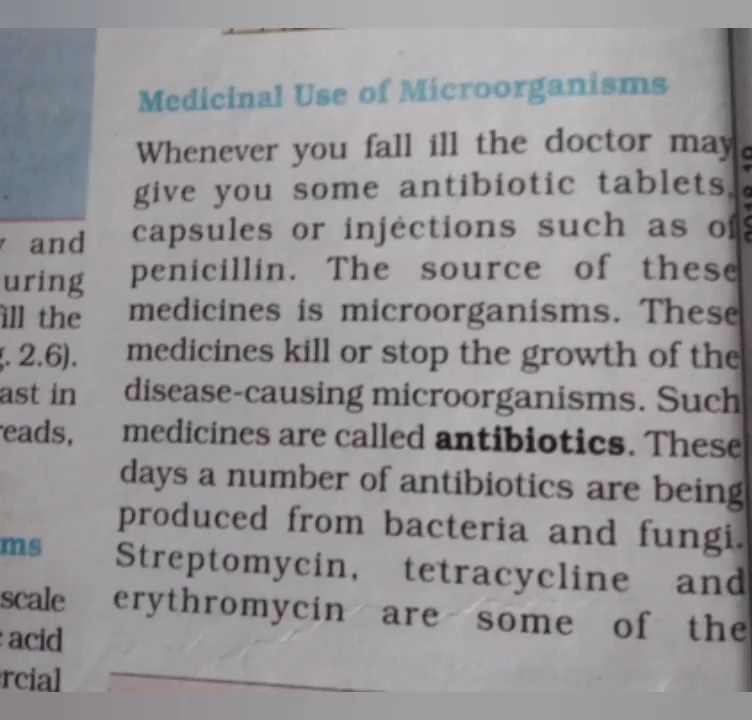 Medicinal Use of Microorganisms
Whenever you fall ill the doctor may
give you some antibiotic tablets,
capsules or injections such as of
penicillin. The source of these
medicines is microorganisms. These
medicines kill or stop the growth of the
disease-causing microorganisms. Such
medicines are called antibiotics. These
days a number of antibiotics are being
produced from bacteria and fungi.
Streptomycin, tetracycline and
erythromycin are some of the
and
uring
ill the
. 2.6).
ast in
reads,
ms
scale
acid
rcial